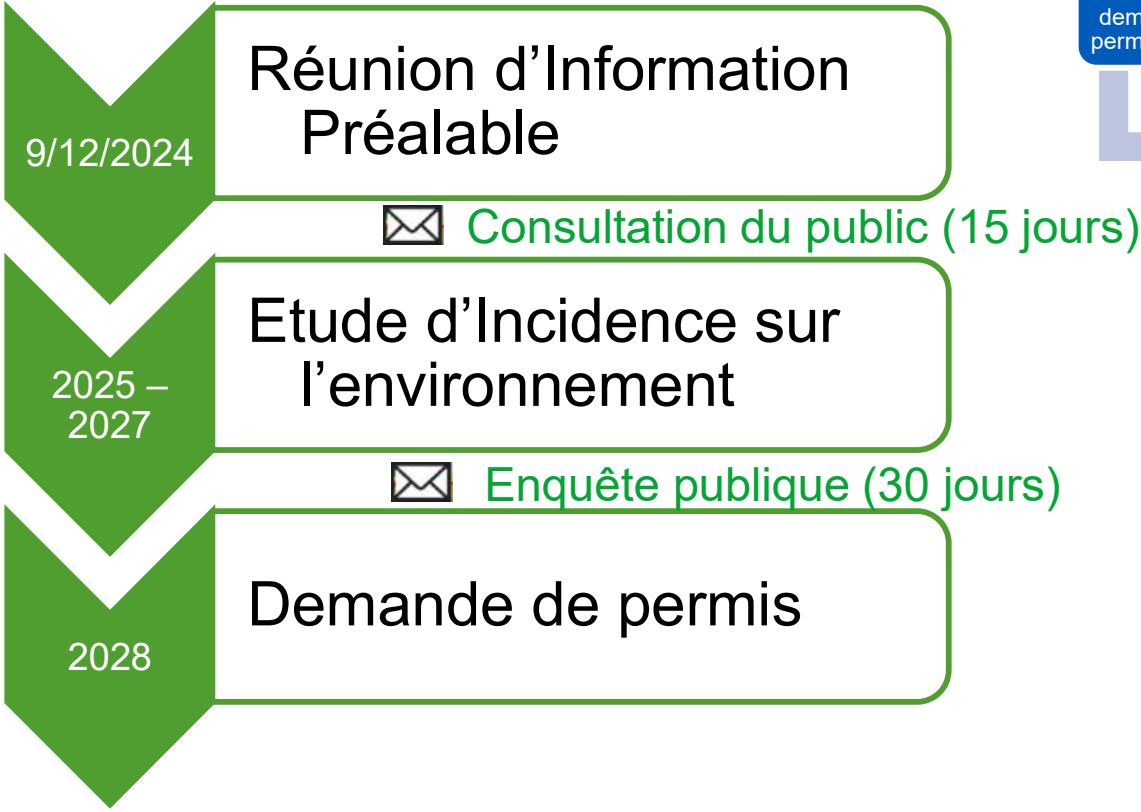 9/12/2024
Réunion d'Information
Préalable
Consultation du public (15 jours)
2025 –
2027
Etude d'Incidence sur
l'environnement
Enquête publique (30 jours)
2028
Demande de permis